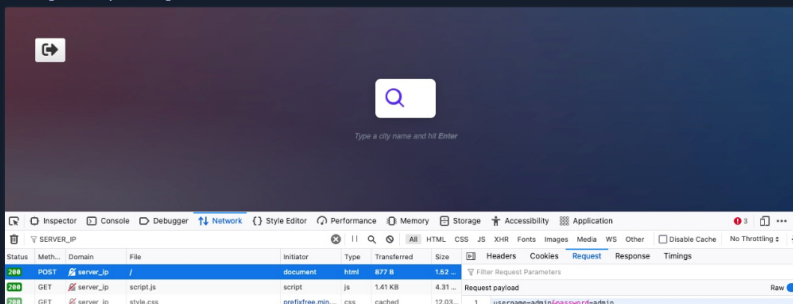 Type a city name and hit Enter
Inspector Console Debugger Network {} Style Editor Performance Memory Storage Accessibility Application 3
SERVER_IP All HTML CSS JS XHR Fonts Images Media WS Other Disable Cache No Throttling
Status Meth... Domain File Initiator Type Transferred Size Headers Cookies Request Response Timings
200 POST server_ip / document html 877 B 1.52 ... Filter Request Parameters
200 GET server_ip script.js script js 1.41 KB 4.31 ... Request payload Raw
200 GET server_ip style.css prefixfree.min.... css cached 12.03... 1 username=admin&password=admin